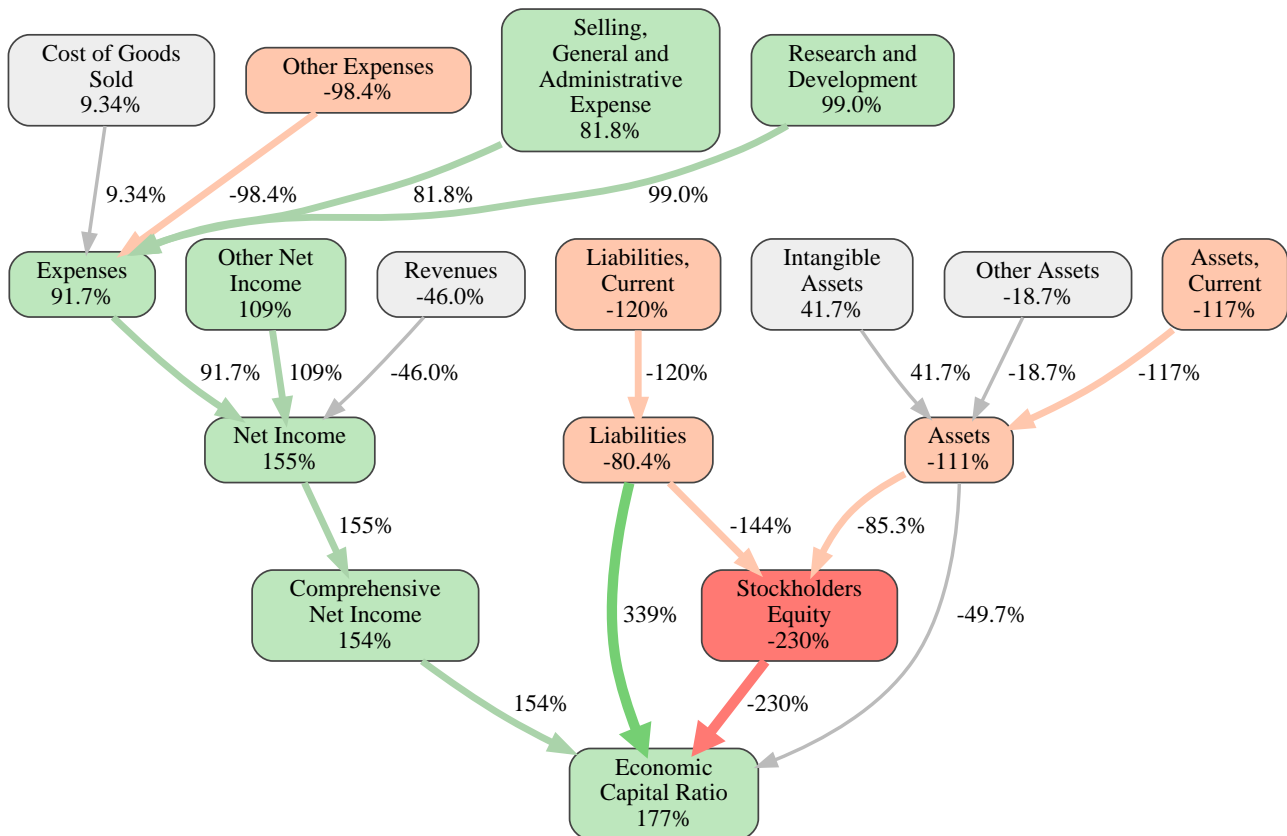 Cost of Goods
Sold
9.34%
Other Expenses
-98.4%
Selling,
General and
Administrative
Expense
81.8%
Research and
Development
99.0%
9.34%
-98.4%
81.8%
99.0%
Expenses
91.7%
Other Net
Income
109%
Revenues
-46.0%
Liabilities,
Current
-120%
Intangible
Assets
41.7%
Other Assets
-18.7%
Assets,
Current
-117%
91.7%
109%
-46.0%
-120%
41.7%
-18.7%
-117%
Net Income
155%
Liabilities
-80.4%
Assets
-111%
155%
-144%
-85.3%
Comprehensive
Net Income
154%
339%
Stockholders
Equity
-230%
-49.7%
154%
-230%
Economic
Capital Ratio
177%